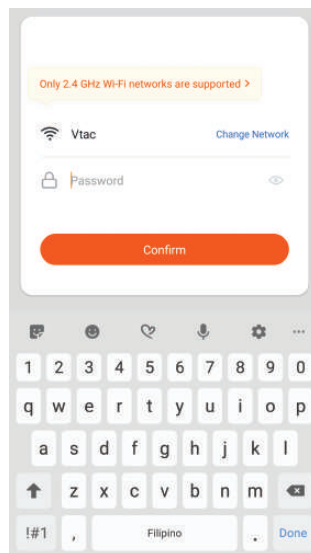 Only 2.4 GHz Wi-Fi networks are supported >
Vtac Change Network
Password
Confirm
1 2 3 4 5 6 7 8 9 0
q w e r t y u i o p
a s d f g h j k l
z x c v b n m
!#1 , Filipino . Done